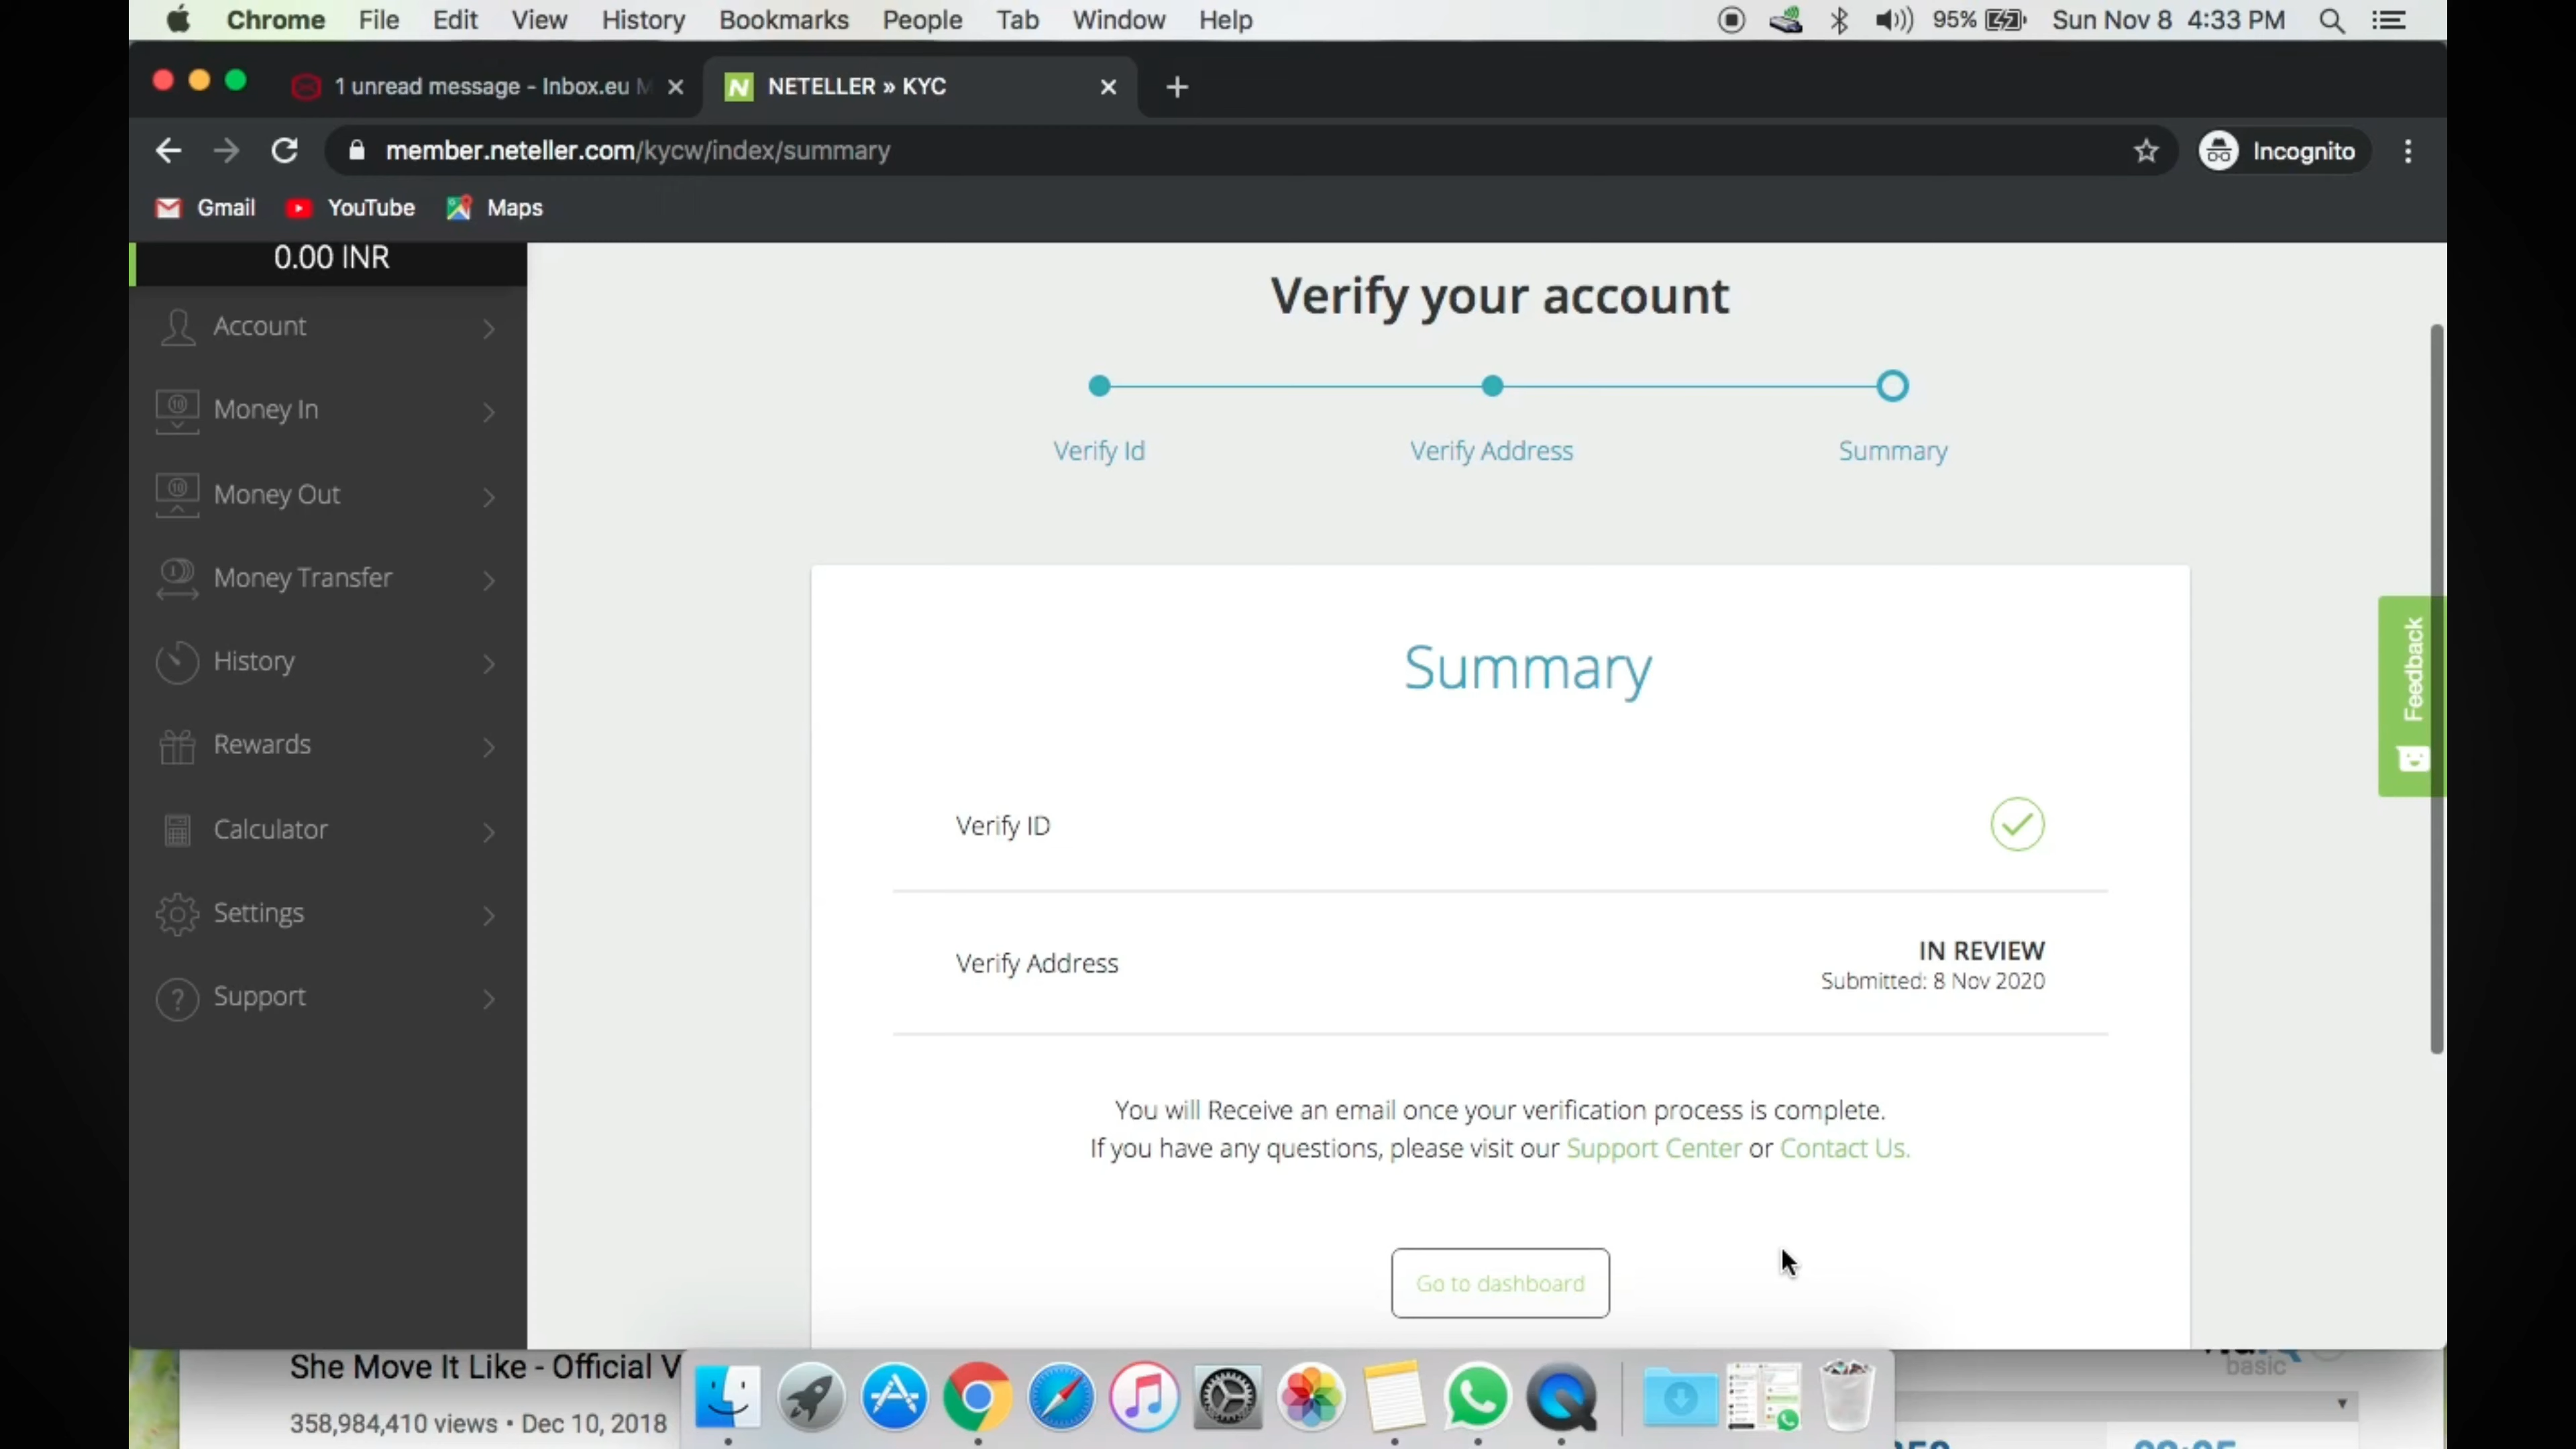 Chrome File Edit View History Bookmarks People Tab Window Help 95% Sun Nov 8 4:33 PM
1 unread message - Inbox.eu M NETELLER » KYC
member.neteller.com/kycw/index/summary Incognito
Gmail YouTube Maps
0.00 INR
Account
Money In
Money Out
Money Transfer
History
Rewards
Calculator
Settings
Support
Verify your account
Verify Id Verify Address Summary
Summary
Verify ID
Verify Address IN REVIEW
Submitted: 8 Nov 2020
You will Receive an email once your verification process is complete.
If you have any questions, please visit our Support Center or Contact Us.
Go to dashboard
Feedback
She Move It Like - Official V
358,984,410 views • Dec 10, 2018
basic